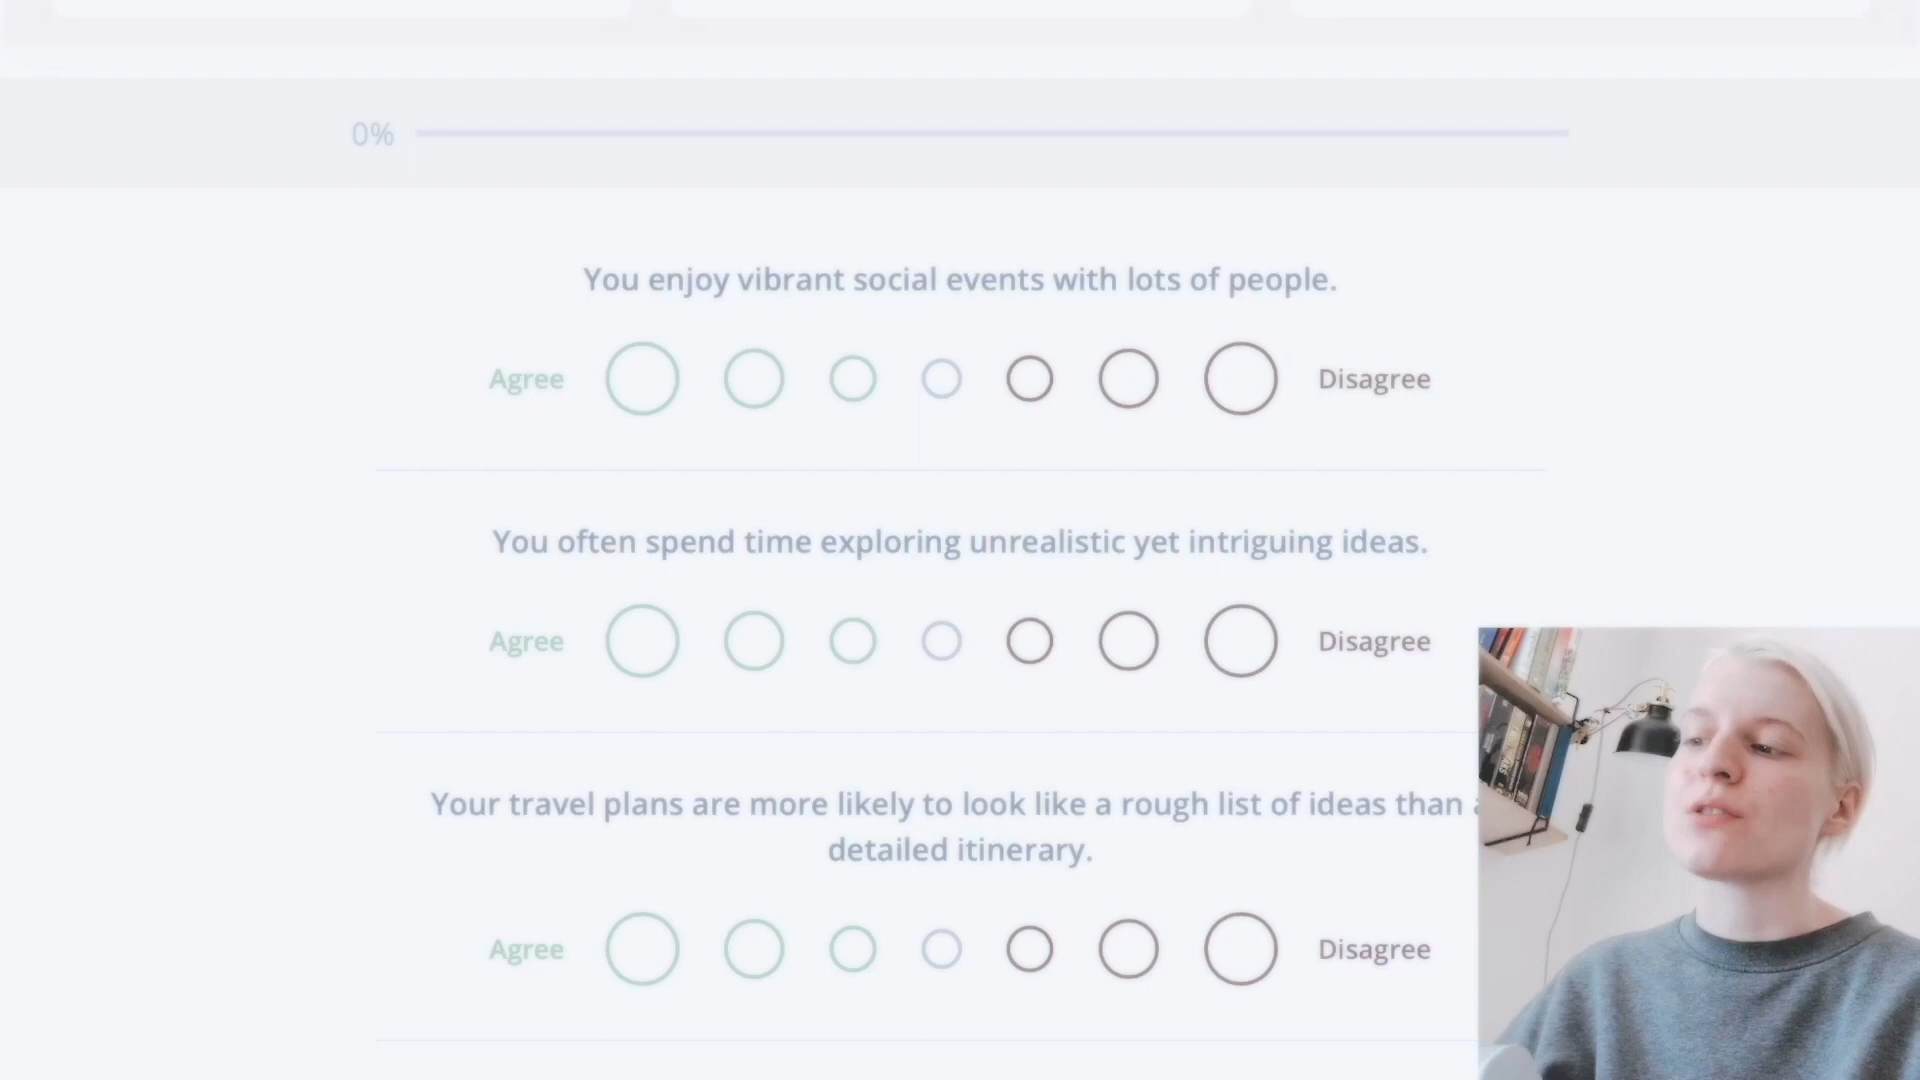 0%
You enjoy vibrant social events with lots of people.
Agree Disagree
You often spend time exploring unrealistic yet intriguing ideas.
Agree Disagree
Your travel plans are more likely to look like a rough list of ideas than a
detailed itinerary.
Agree Disagree